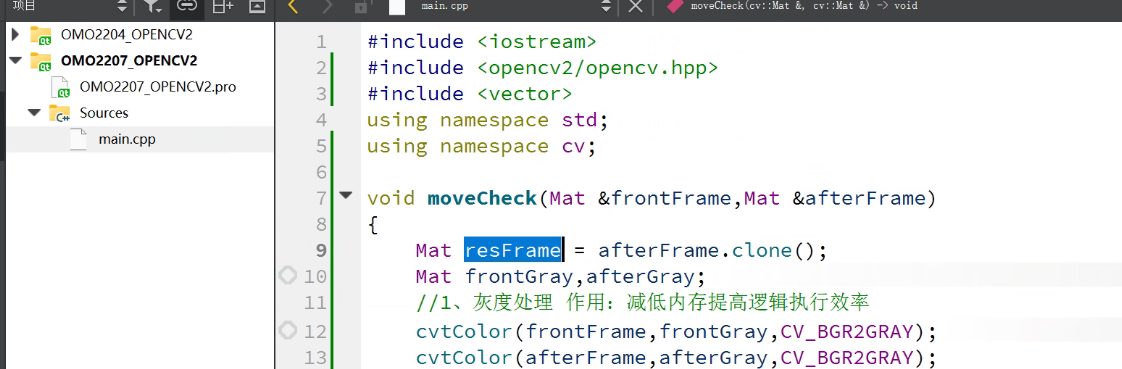 项目
main.cpp
moveCheck(cv::Mat &, cv::Mat &) -> void
OMO2204_OPENCV2
OMO2207_OPENCV2
OMO2207_OPENCV2.pro
Sources
main.cpp
1 #include <iostream>
2 #include <opencv2/opencv.hpp>
3 #include <vector>
4 using namespace std;
5 using namespace cv;
6
7 void moveCheck(Mat &frontFrame,Mat &afterFrame)
8 {
9 Mat resFrame = afterFrame.clone();
10 Mat frontGray,afterGray;
11 //1、灰度处理 作用：减低内存提高逻辑执行效率
12 cvtColor(frontFrame,frontGray,CV_BGR2GRAY);
13 cvtColor(afterFrame,afterGray,CV_BGR2GRAY);